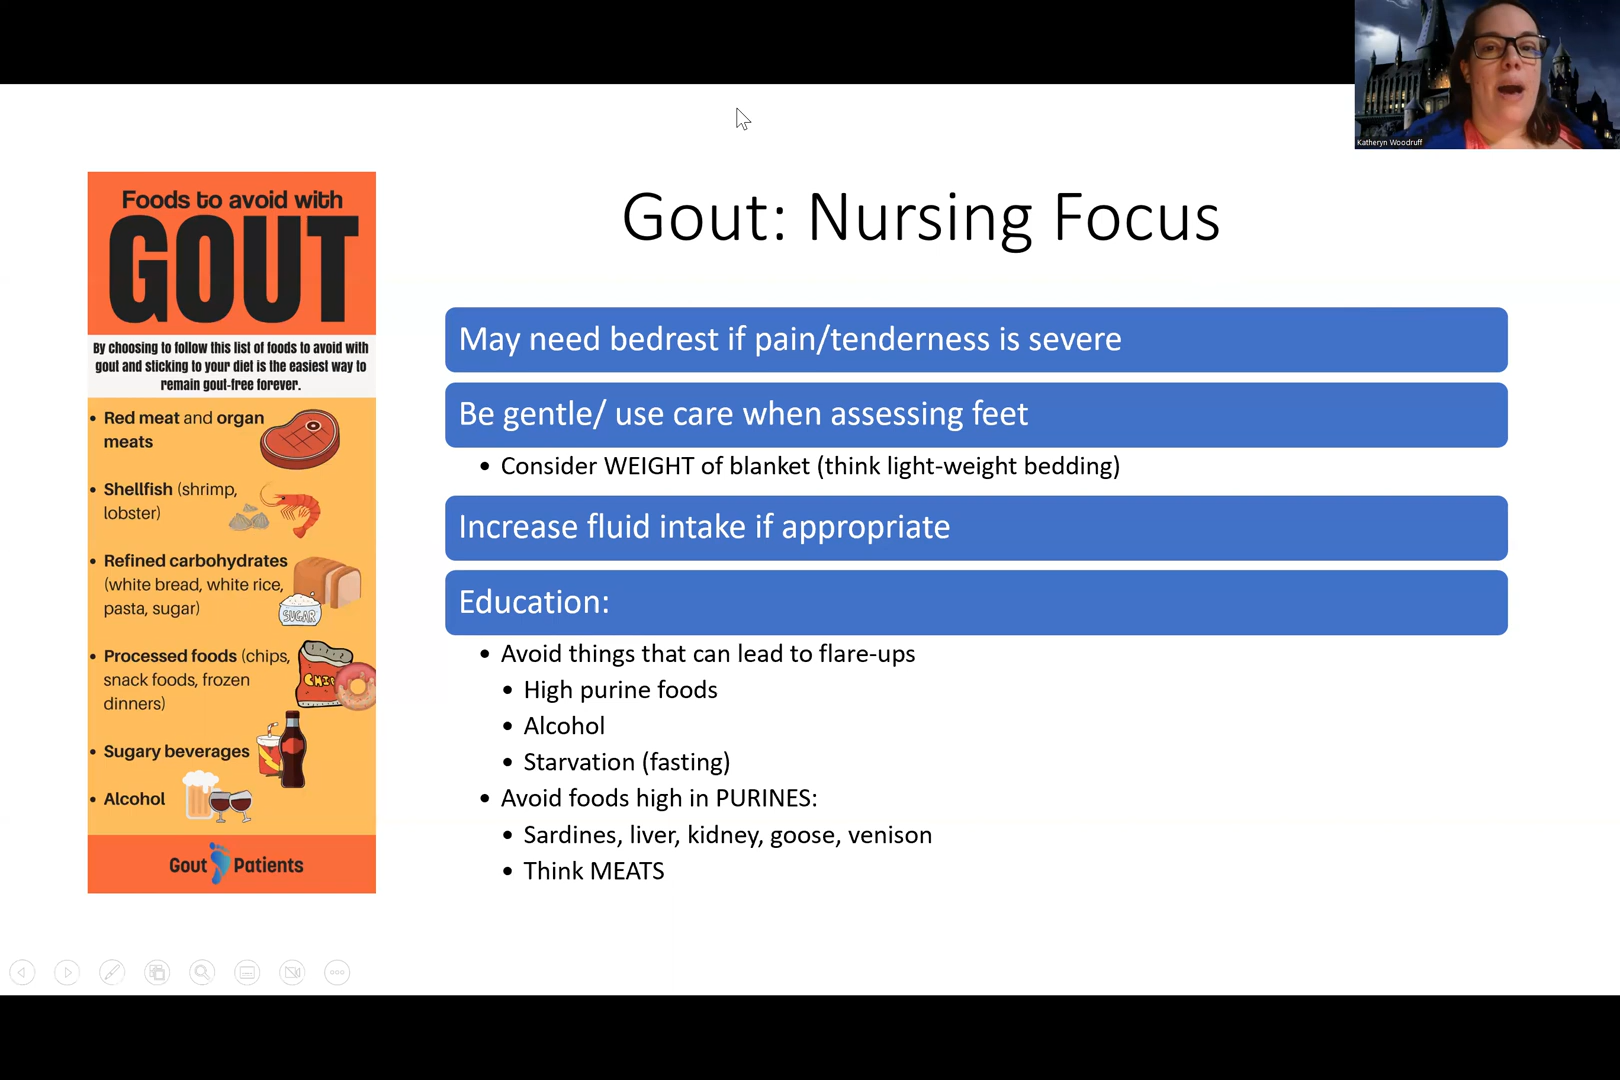 Katheryn Woodruff
Foods to avoid with
GOUT
By choosing to follow this list of foods to avoid with
gout and sticking to your diet is the easiest way to
remain gout-free forever.
• Red meat and organ
meats
• Shellfish (shrimp,
lobster)
• Refined carbohydrates
(white bread, white rice,
pasta, sugar)
SUGAR
• Processed foods (chips,
snack foods, frozen
dinners)
• Sugary beverages
• Alcohol
Gout Patients
Gout: Nursing Focus
May need bedrest if pain/tenderness is severe
Be gentle/ use care when assessing feet
• Consider WEIGHT of blanket (think light-weight bedding)
Increase fluid intake if appropriate
Education:
• Avoid things that can lead to flare-ups
• High purine foods
• Alcohol
• Starvation (fasting)
• Avoid foods high in PURINES:
• Sardines, liver, kidney, goose, venison
• Think MEATS